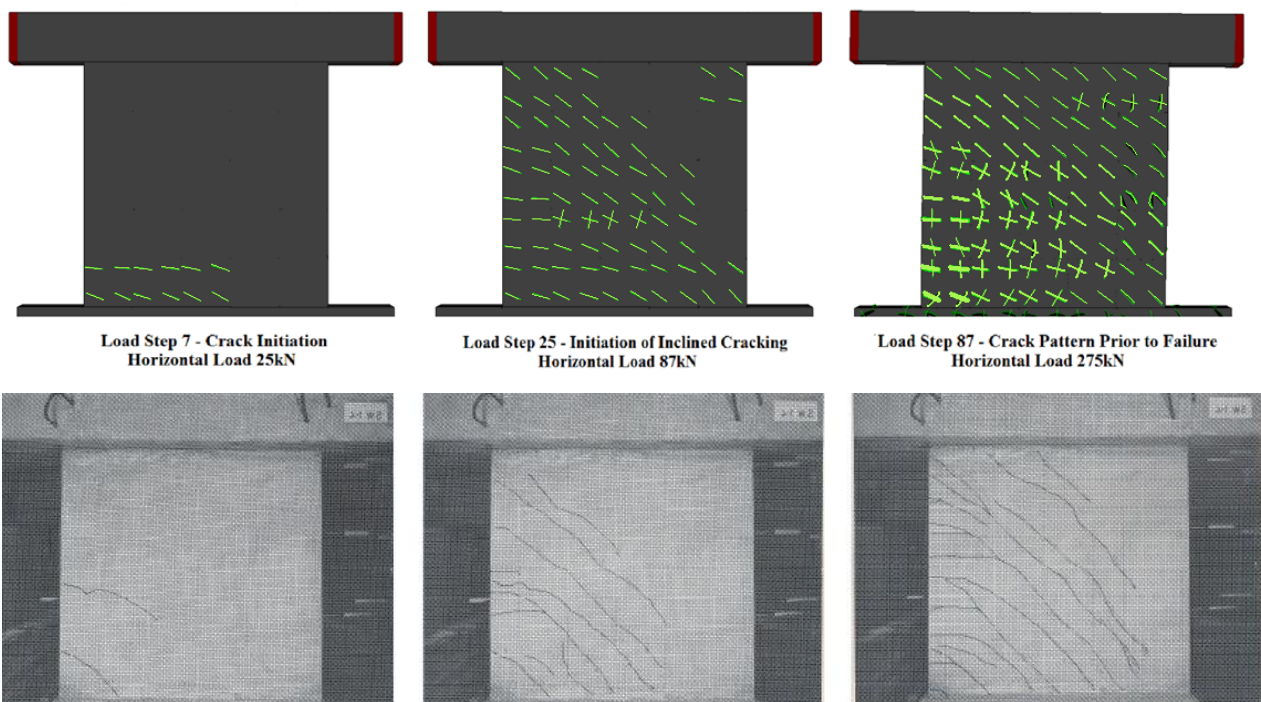 Load Step 7 - Crack Initiation
Horizontal Load 25kN
Load Step 25 - Initiation of Inclined Cracking
Horizontal Load 87kN
Load Step 87 - Crack Pattern Prior to Failure
Horizontal Load 275kN